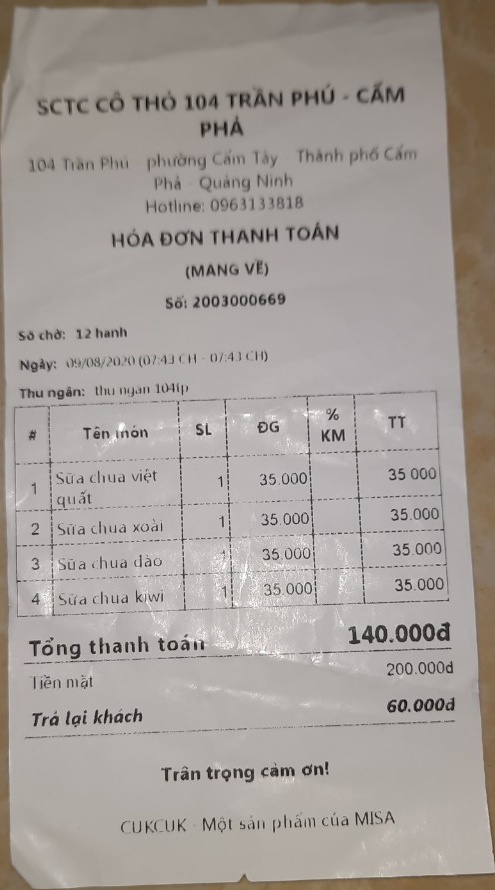 SCTC CÔ THỎ 104 TRẦN PHÚ - CẨM
PHẢ
104 Trần Phú - phường Cẩm Tây - Thành phố Cẩm
Phả - Quảng Ninh
Hotline: 0963133818
HÓA ĐƠN THANH TOÁN
(MANG VỀ)
Số: 2003000669
Số chờ: 12 hanh
Ngày: 09/08/2020 (07:43 CH - 07:43 CH)
Thu ngân: thu ngan 104tp
# Tên món SL ĐG % KM TT
1 Sữa chua việt quất 1 35.000 35.000
2 Sữa chua xoài 1 35.000 35.000
3 Sữa chua đào 1 35.000 35.000
4 Sữa chua kiwi 1 35.000 35.000
Tổng thanh toán 140.000đ
Tiền mặt 200.000đ
Trả lại khách 60.000đ
Trân trọng cảm ơn!
CUKCUK - Một sản phẩm của MISA